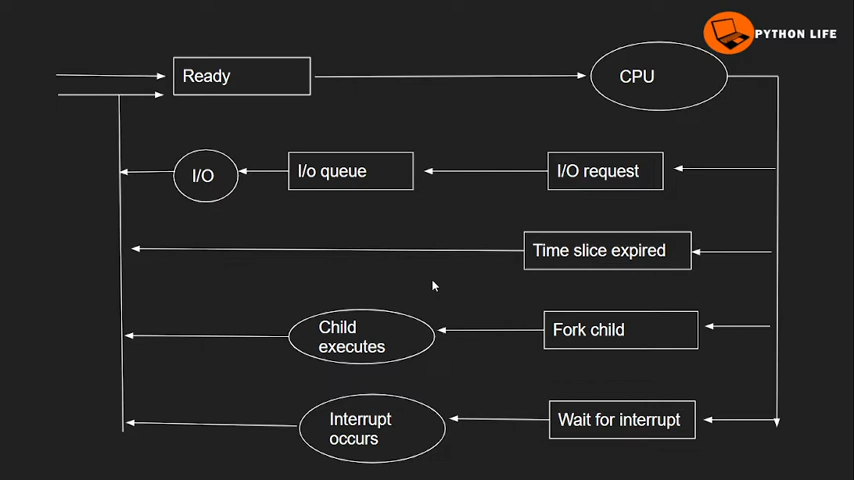 PYTHON LIFE
Ready
CPU
I/O
I/o queue
I/O request
Time slice expired
Child
executes
Fork child
Interrupt
occurs
Wait for interrupt